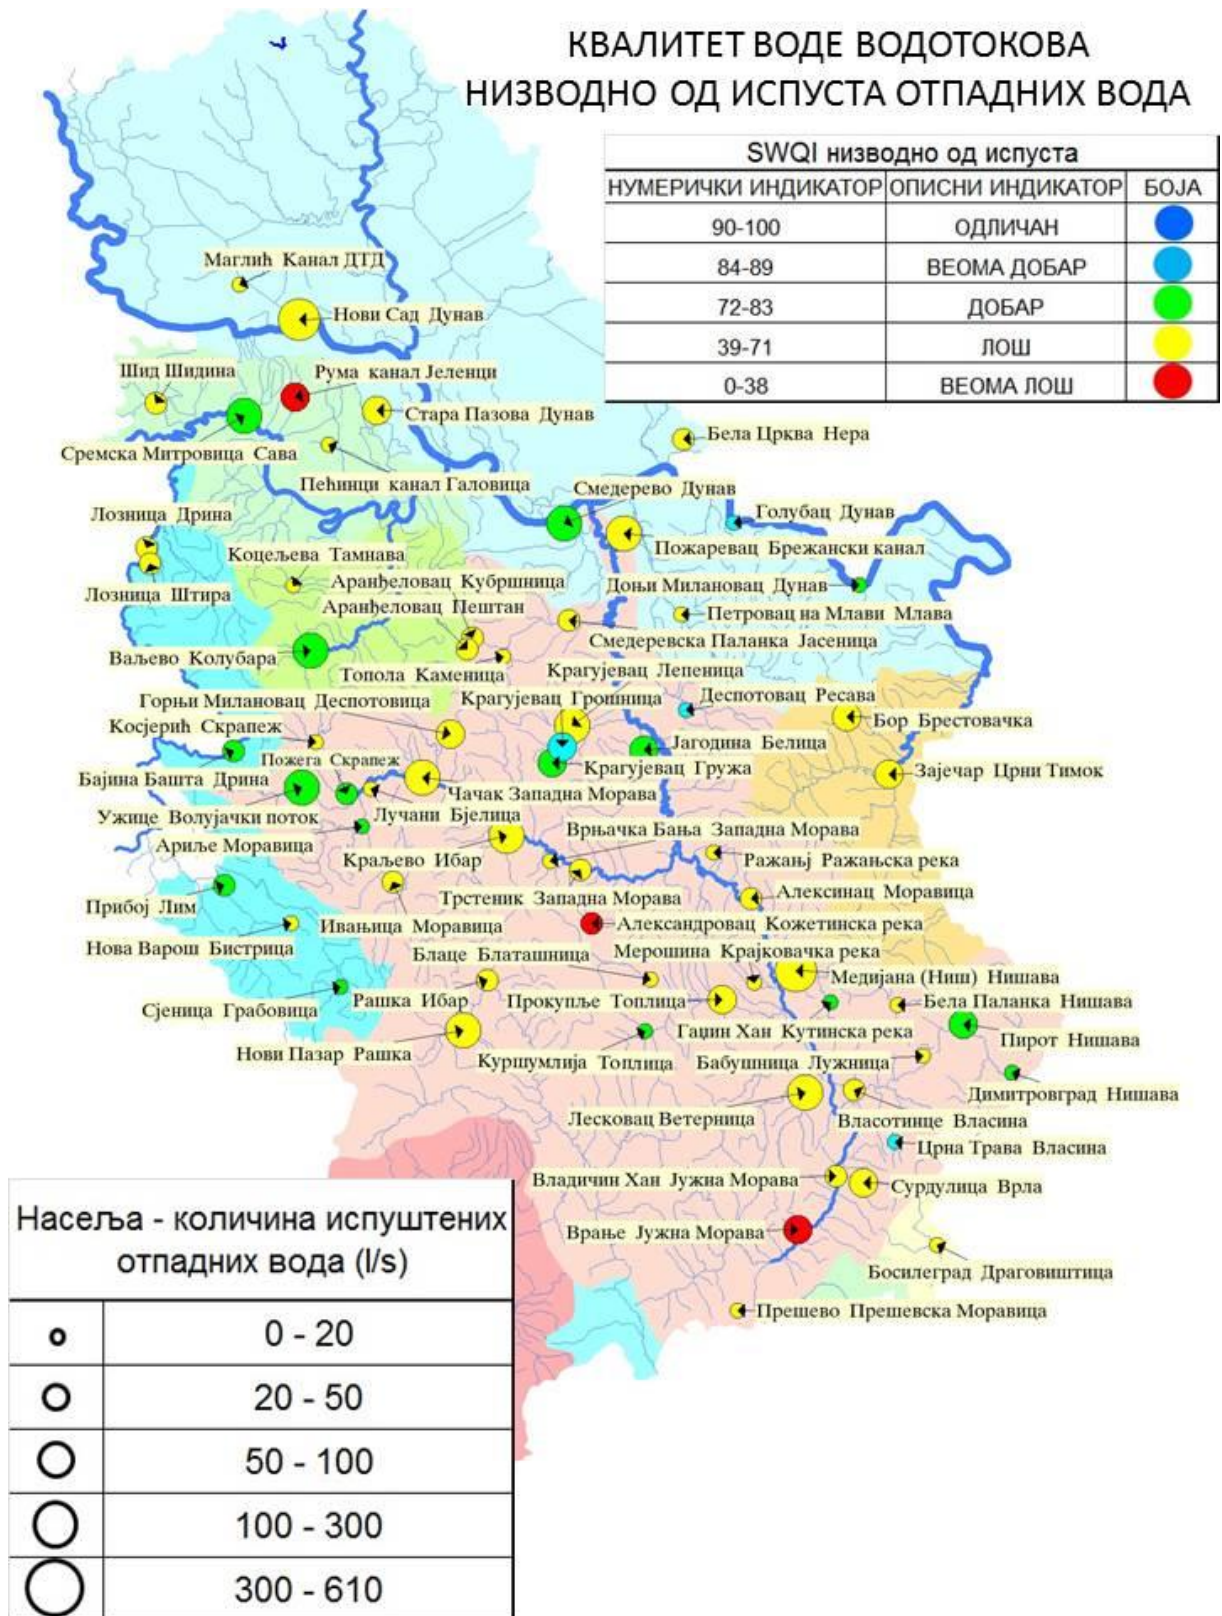 КВАЛИТЕТ ВОДЕ ВОДОТОКОВА
НИЗВОДНО ОД ИСПУСТА ОТПАДНИХ ВОДА
SWQI низводно од испуста
НУМЕРИЧКИ ИНДИКАТОР ОПИСНИ ИНДИКАТОР БОЈА
90-100 ОДЛИЧАН
84-89 ВЕОМА ДОБАР
72-83 ДОБАР
39-71 ЛОШ
0-38 ВЕОМА ЛОШ
Маглић Канал ДТД
Нови Сад Дунав
Шид Шидина
Рума канал Јеленци
Стара Пазова Дунав
Сремска Митровица Сава
Бела Црква Нера
Пећинци канал Галовица
Смедерево Дунав
Лозница Дрина
Голубац Дунав
Коцељева Тамнава
Пожаревац Брежански канал
Аранђеловац Кубршница
Доњи Милановац Дунав
Лозница Штира
Аранђеловац Пештан
Петровац на Млави Млава
Смедеревска Паланка Јасеница
Ваљево Колубара
Топола Каменица
Крагујевац Лепеница
Горњи Милановац Деспотовица
Крагујевац Грошница
Деспотовац Ресава
Косјерић Скрапеж
Бор Брестовачка
Јагодина Белица
Пожега Скрапеж
Крагујевац Гружа
Зајечар Црни Тимок
Бајина Башта Дрина
Чачак Западна Морава
Ужице Волујачки поток
Лучани Бјелица
Врњачка Бања Западна Морава
Ариље Моравица
Краљево Ибар
Ражањ Ражањска река
Трстеник Западна Морава
Алексинац Моравица
Прибој Лим
Ивањица Моравица
Александровац Кожетинска река
Нова Варош Бистрица
Блаце Блаташница
Мерошина Крајковачка река
Медијана (Ниш) Нишава
Сјеница Грабовица
Рашка Ибар
Прокупље Топлица
Бела Паланка Нишава
Гаџин Хан Кутинска река
Пирот Нишава
Нови Пазар Рашка
Куршумлија Топлица
Бабушница Лужница
Димитровград Нишава
Лесковац Ветерница
Власотинце Власина
Црна Трава Власина
Владичин Хан Јужна Морава
Сурдулица Врла
Врање Јужна Морава
Босилеград Драговиштица
Прешево Прешевска Моравица
Насеља - количина испуштених
отпадних вода (l/s)
0 - 20
20 - 50
50 - 100
100 - 300
300 - 610